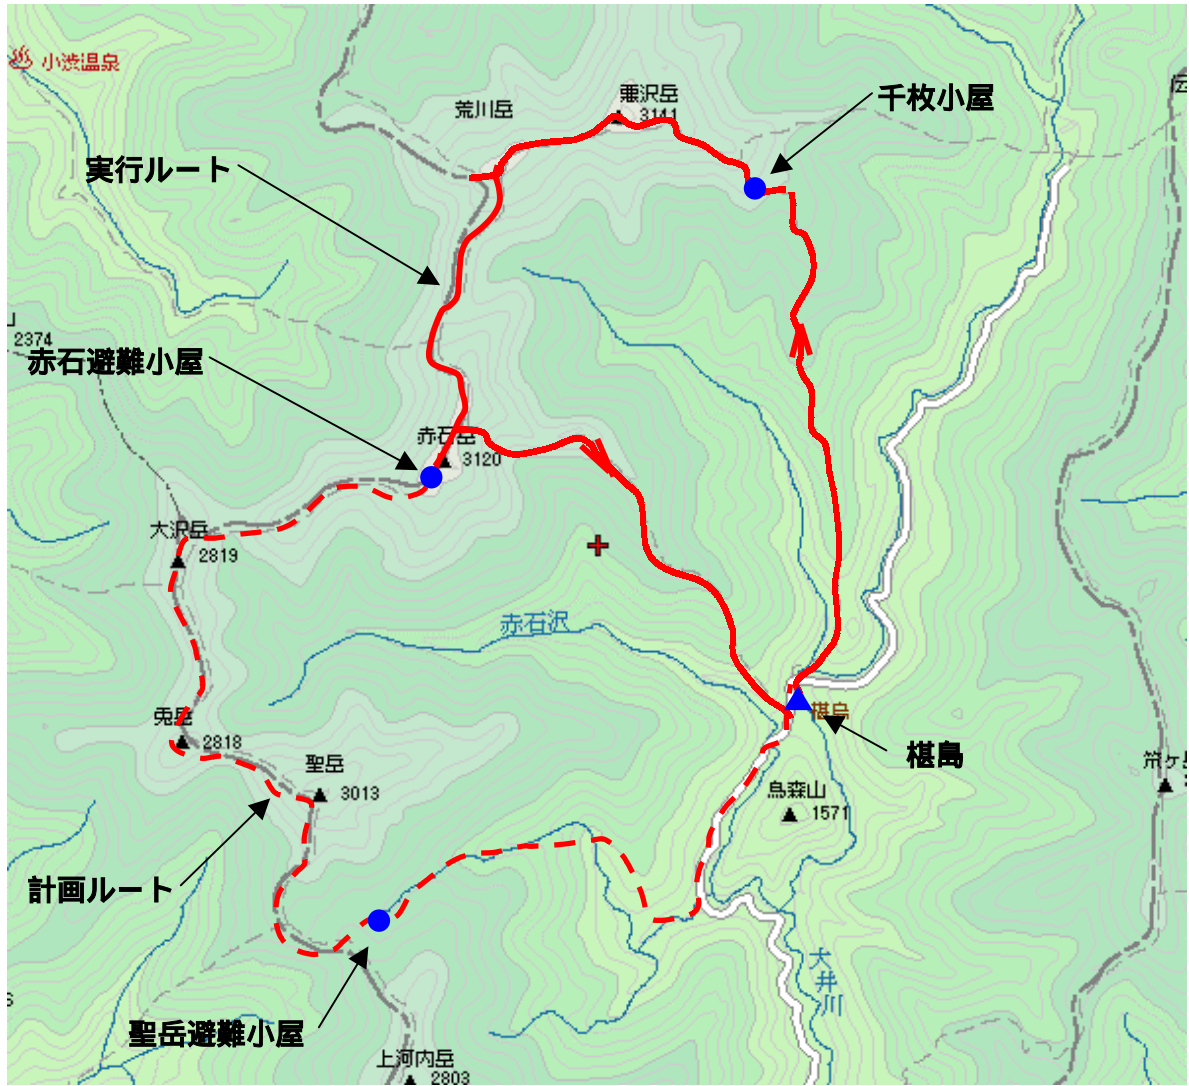 小渋温泉
荒川岳
悪沢岳
3141
千枚小屋
実行ルート
2374
赤石避難小屋
赤石岳
3120
大沢岳
2819
赤石沢
兎岳
2818
椹島
椹島
聖岳
3013
鳥森山
1571
笊ヶ岳
計画ルート
大井川
聖岳避難小屋
上河内岳
2803